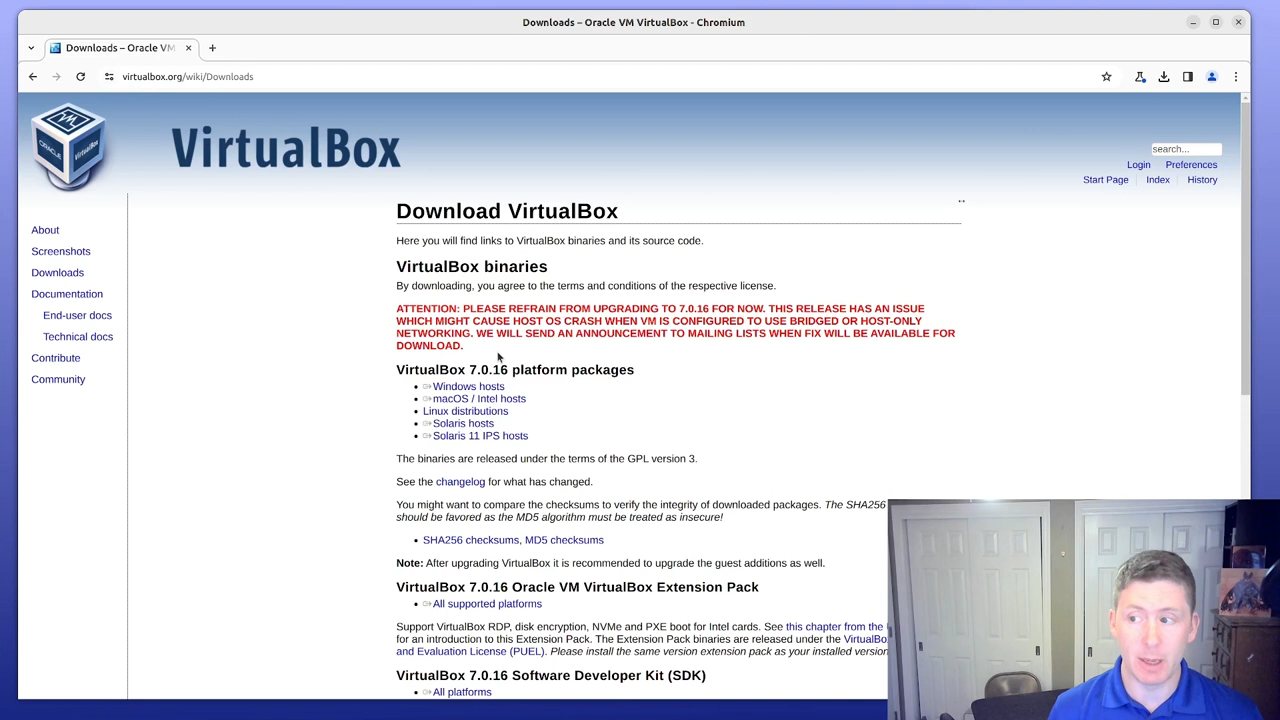 Downloads – Oracle VM VirtualBox - Chromium
Downloads – Oracle VM
virtualbox.org/wiki/Downloads
ORACLE
VirtualBox
VirtualBox
search...
Login Preferences
Start Page Index History
About
Screenshots
Downloads
Documentation
End-user docs
Technical docs
Contribute
Community
Download VirtualBox
Here you will find links to VirtualBox binaries and its source code.
VirtualBox binaries
By downloading, you agree to the terms and conditions of the respective license.
ATTENTION: PLEASE REFRAIN FROM UPGRADING TO 7.0.16 FOR NOW. THIS RELEASE HAS AN ISSUE
WHICH MIGHT CAUSE HOST OS CRASH WHEN VM IS CONFIGURED TO USE BRIDGED OR HOST-ONLY
NETWORKING. WE WILL SEND AN ANNOUNCEMENT TO MAILING LISTS WHEN FIX WILL BE AVAILABLE FOR
DOWNLOAD.
VirtualBox 7.0.16 platform packages
Windows hosts
macOS / Intel hosts
Linux distributions
Solaris hosts
Solaris 11 IPS hosts
The binaries are released under the terms of the GPL version 3.
See the changelog for what has changed.
You might want to compare the checksums to verify the integrity of downloaded packages. The SHA256
should be favored as the MD5 algorithm must be treated as insecure!
SHA256 checksums, MD5 checksums
Note: After upgrading VirtualBox it is recommended to upgrade the guest additions as well.
VirtualBox 7.0.16 Oracle VM VirtualBox Extension Pack
All supported platforms
Support VirtualBox RDP, disk encryption, NVMe and PXE boot for Intel cards. See this chapter from the
for an introduction to this Extension Pack. The Extension Pack binaries are released under the VirtualBo
and Evaluation License (PUEL). Please install the same version extension pack as your installed version
VirtualBox 7.0.16 Software Developer Kit (SDK)
All platforms